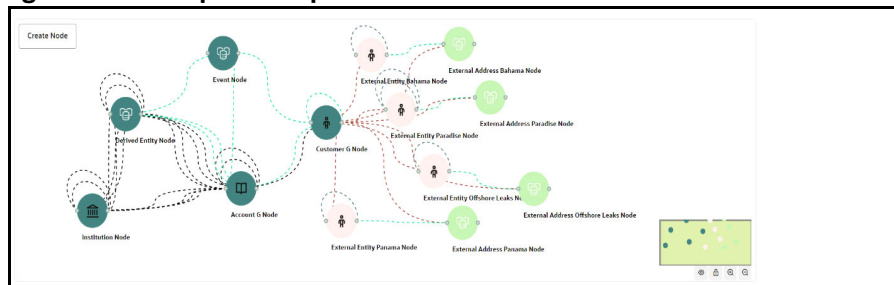 Create Node
Event Node
External Entity Bahama Node
External Address Bahama Node
Derived Entity Node
External Entity Paradise Node
External Address Paradise Node
Customer G Node
External Entity Offshore Leaks
External Address Offshore Leaks Node
Account G Node
Institution Node
External Entity Panama Node
External Address Panama Node